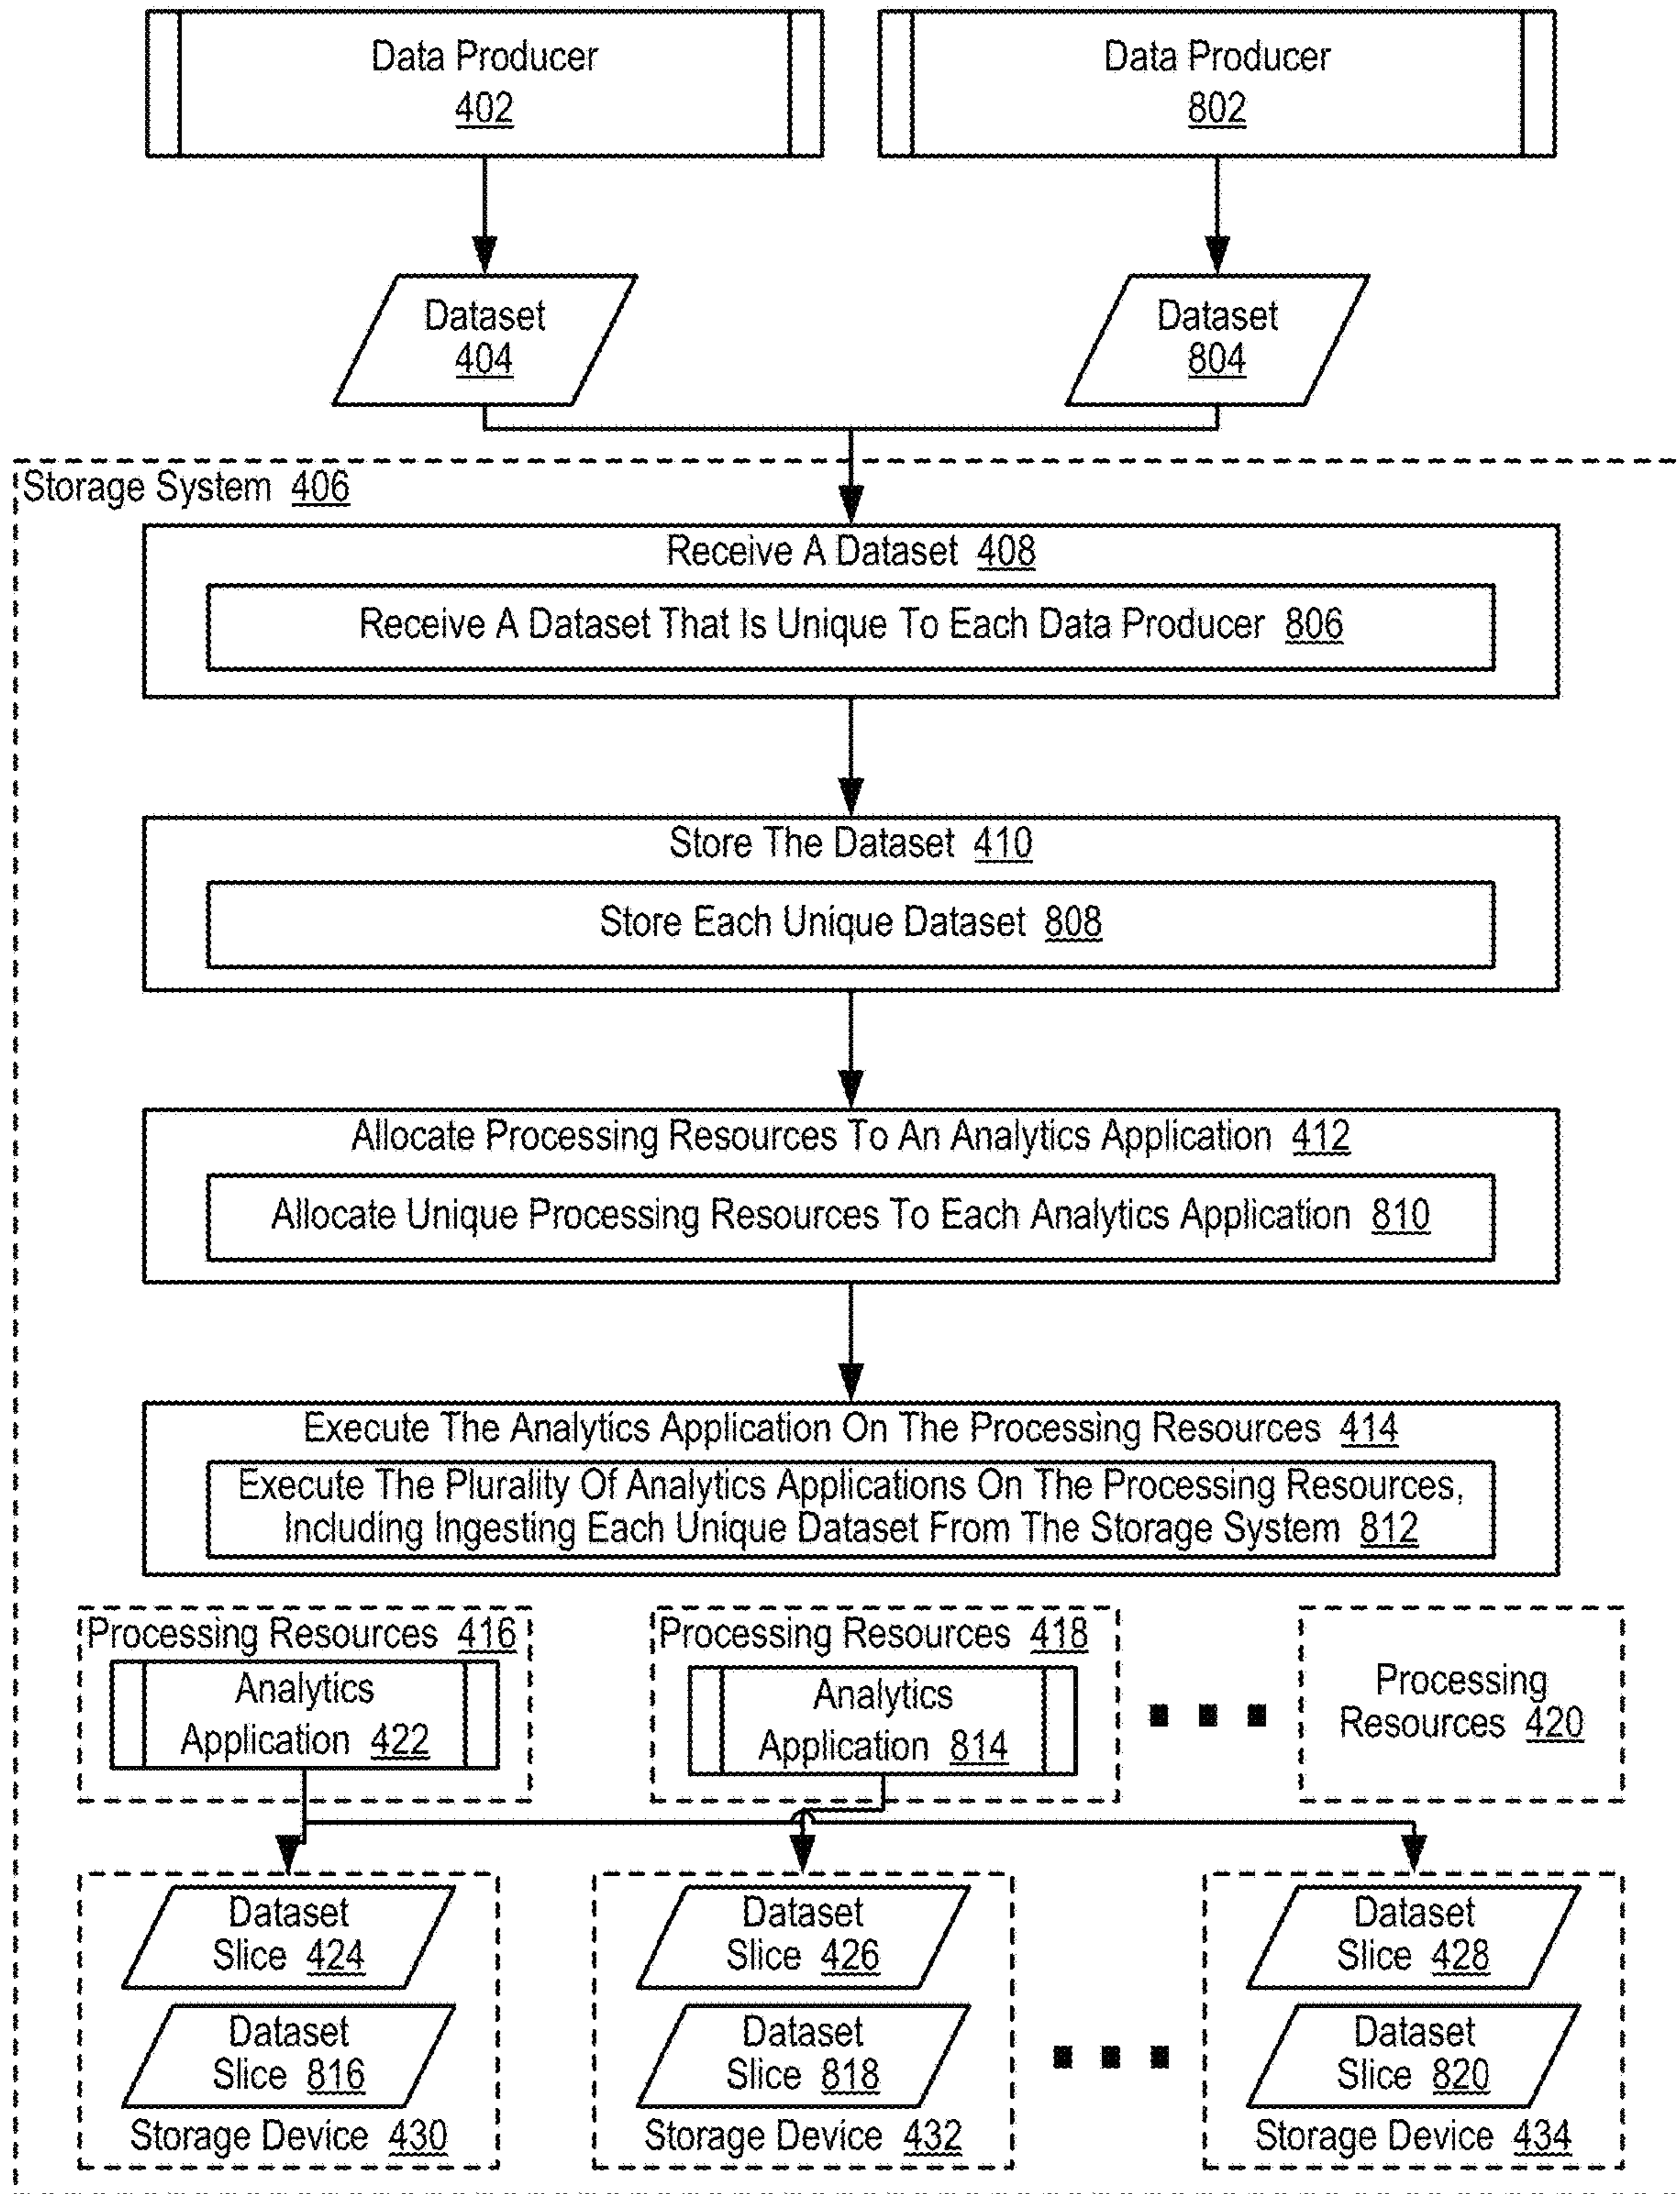 Data Producer
402
Data Producer
802
Dataset
404
Dataset
804
Storage System 406
Receive A Dataset 408
Receive A Dataset That Is Unique To Each Data Producer 806
Store The Dataset 410
Store Each Unique Dataset 808
Allocate Processing Resources To An Analytics Application 412
Allocate Unique Processing Resources To Each Analytics Application 810
Execute The Analytics Application On The Processing Resources 414
Execute The Plurality Of Analytics Applications On The Processing Resources,
Including Ingesting Each Unique Dataset From The Storage System 812
Processing Resources 416
Analytics
Application 422
Processing Resources 418
Analytics
Application 814
Processing
Resources 420
Dataset
Slice 424
Dataset
Slice 816
Storage Device 430
Dataset
Slice 426
Dataset
Slice 818
Storage Device 432
Dataset
Slice 428
Dataset
Slice 820
Storage Device 434